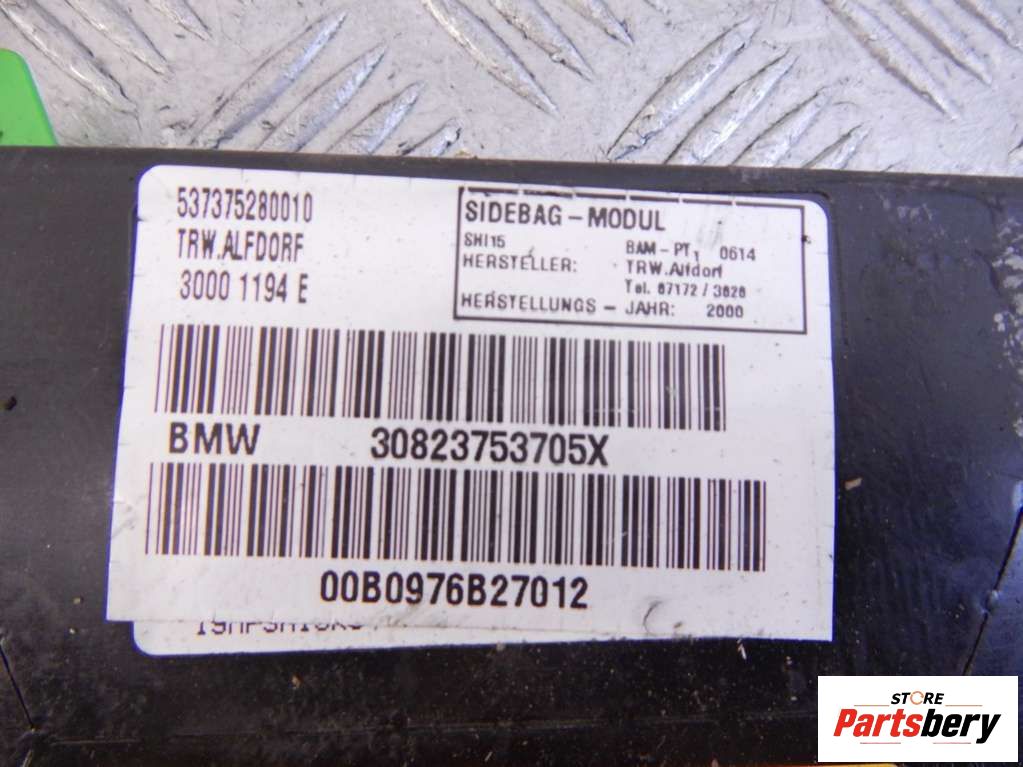 537375280010
TRW.ALFDORF
3000 1194 E
SIDEBAG - MODUL
SHI15 BAM - PT1 0614
HERSTELLER: TRW.Alfdorf
Tel. 07172 / 3020
HERSTELLUNGS - JAHR: 2000
BMW 30823753705X
00B0976B27012
STORE
Partsbery